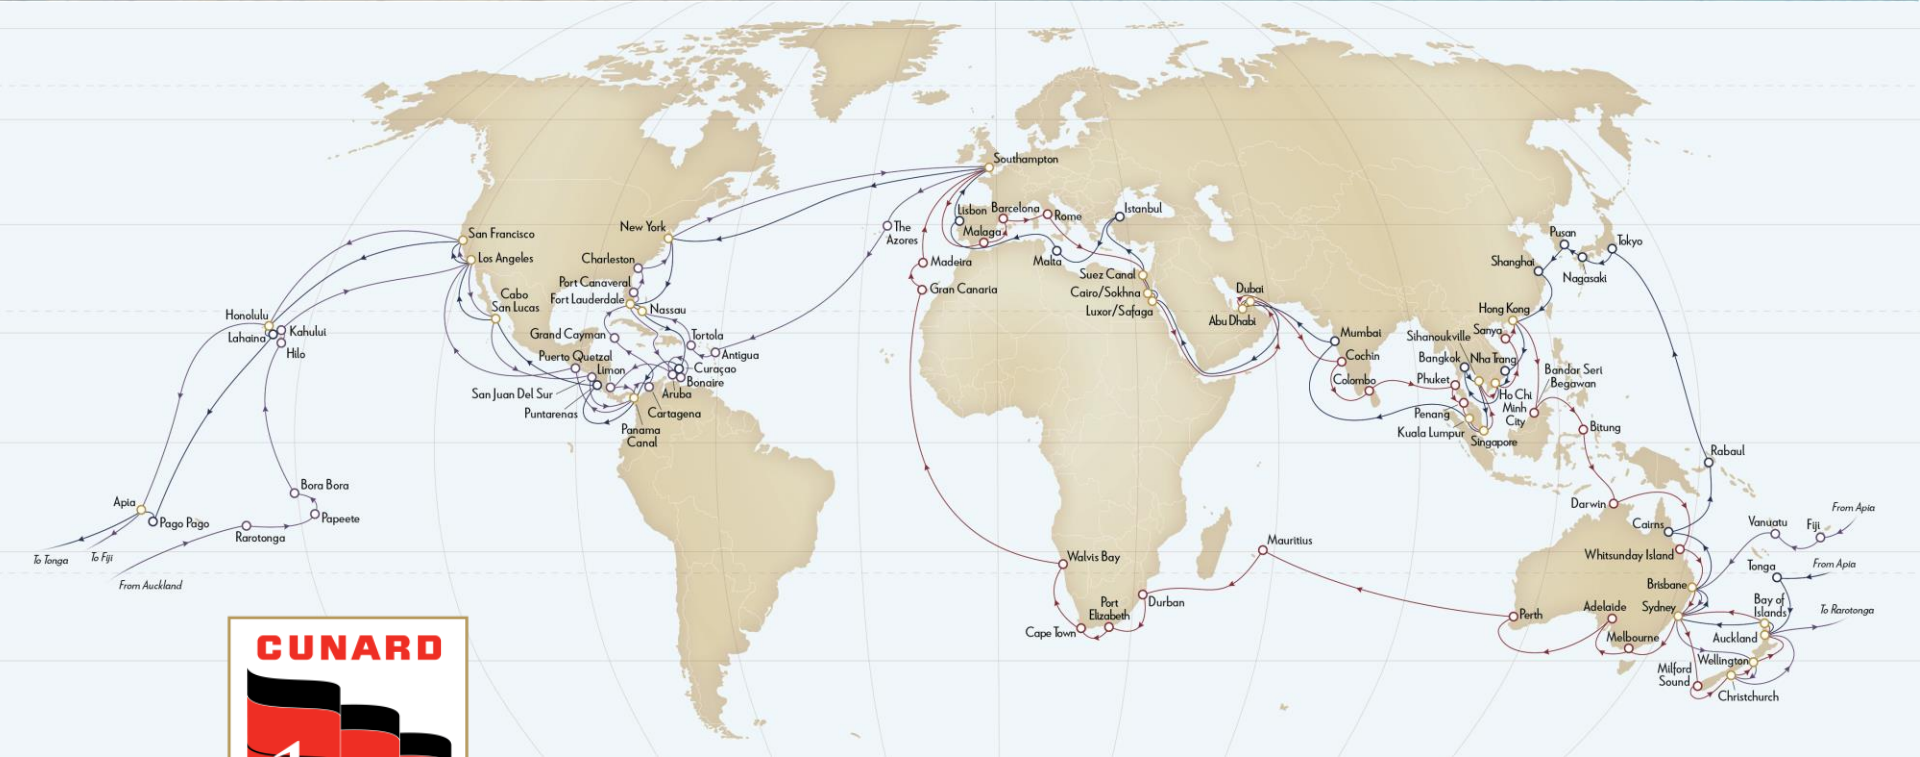 Southampton
Lisbon
Barcelona
Rome
Istanbul
Malaga
The
Azores
New York
San Francisco
Los Angeles
Charleston
Port Canaveral
Fort Lauderdale
Nassau
Cabo
San Lucas
Madeira
Gran Canaria
Malta
Suez Canal
Cairo/Sokhna
Luxor/Safaga
Dubai
Abu Dhabi
Pusan
Tokyo
Shanghai
Nagasaki
Honolulu
Lahaina
Kahului
Hilo
Grand Cayman
Tortola
Antigua
Puerto Quetzal
Limon
Curaçao
Bonaire
San Juan Del Sur
Aruba
Puntarenas
Cartagena
Panama
Canal
Mumbai
Cochin
Colombo
Hong Kong
Sihanoukville
Sanya
Bangkok
Nha Trang
Phuket
Bandar Seri
Begawan
Ho Chi
Minh
City
Penang
Kuala Lumpur
Singapore
Bitung
Rabaul
Apia
Pago Pago
Bora Bora
Papeete
Rarotonga
To Tonga
To Fiji
From Auckland
Darwin
Cairns
Vanuatu
Fiji
From Apia
Whitsunday Island
Tonga
From Apia
Walvis Bay
Mauritius
Durban
Port
Elizabeth
Cape Town
Perth
Adelaide
Melbourne
Brisbane
Sydney
Bay of
Islands
To Rarotonga
Auckland
Wellington
Milford
Sound
Christchurch
CUNARD